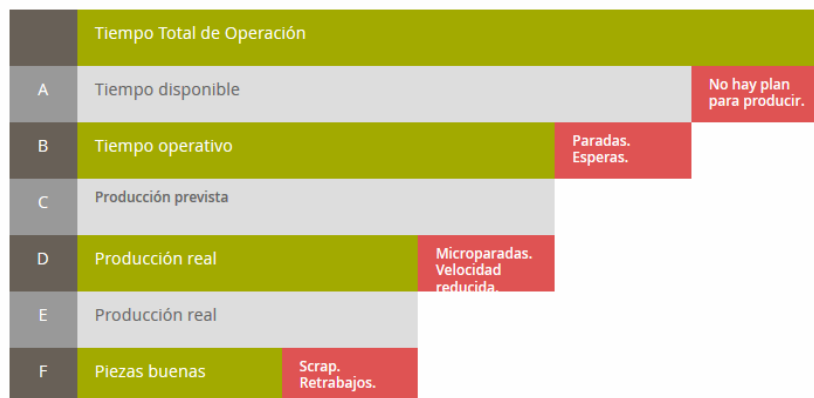 Tiempo Total de Operación
A
Tiempo disponible
No hay plan
para producir.
B
Tiempo operativo
Paradas.
Esperas.
C
Producción prevista
D
Producción real
Microparadas.
Velocidad
reducida.
E
Producción real
F
Piezas buenas
Scrap.
Retrabajos.